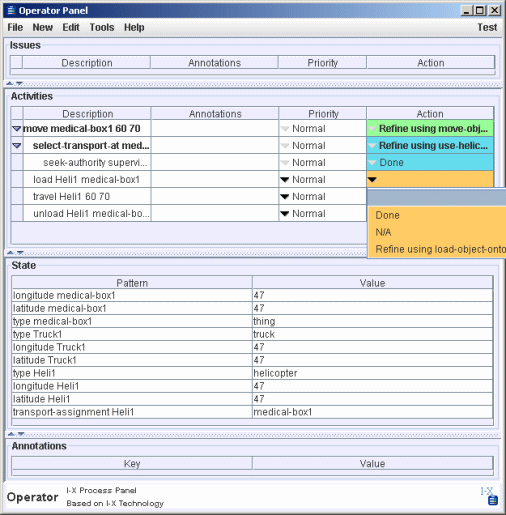 Operator Panel
File New Edit Tools Help Test
Issues
Description Annotations Priority Action
Activities
Description Annotations Priority Action
move medical-box1 60 70 Normal Refine using move-obj...
select-transport-at med... Normal Refine using use-helic...
seek-authority supervi... Normal Done
load Heli1 medical-box1 Normal
travel Heli1 60 70 Normal
unload Heli1 medical-bo... Normal
Done
N/A
Refine using load-object-onto
State
Pattern Value
longitude medical-box1 47
latitude medical-box1 47
type medical-box1 thing
type Truck1 truck
longitude Truck1 47
latitude Truck1 47
type Heli1 helicopter
longitude Heli1 47
latitude Heli1 47
transport-assignment Heli1 medical-box1
Annotations
Key Value
Operator
I-X Process Panel
Based on I-X Technology
I-X